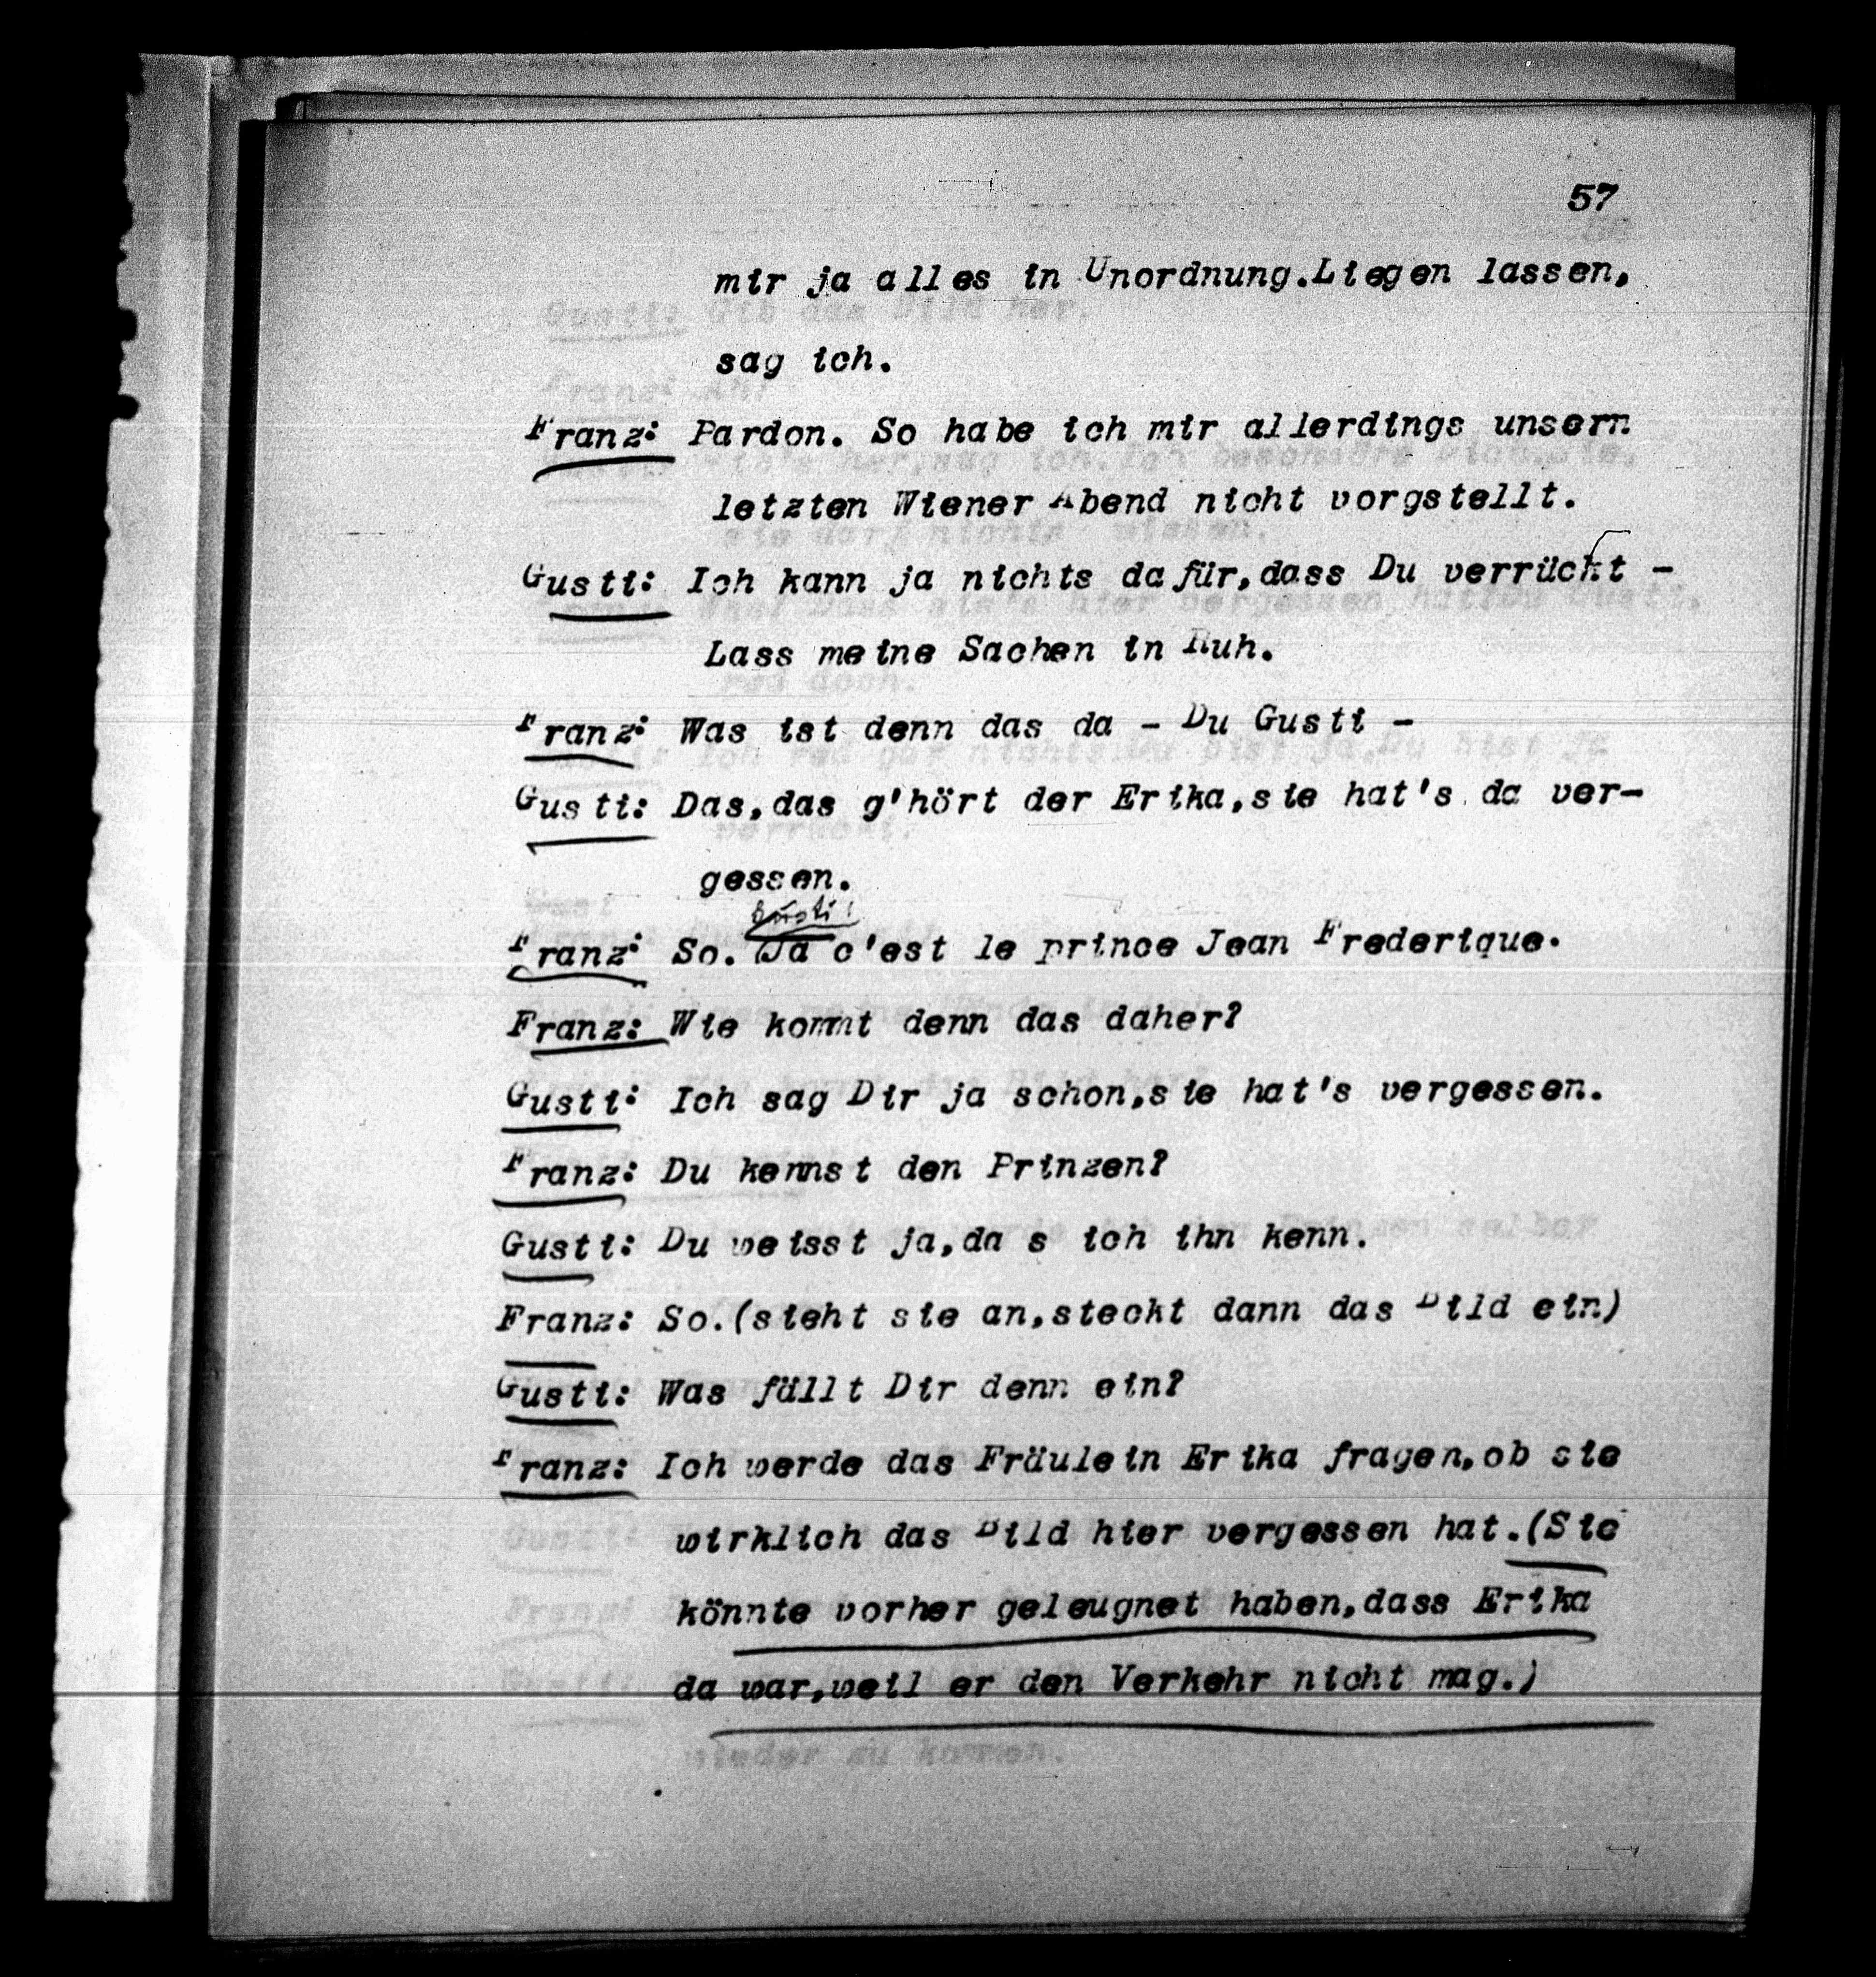 57
mir ja alles in Unordnung.Liegen lassen,
sag ich.
Franz: Pardon. So habe ich mir allerdings unsern
letzten Wiener Abend nicht vorgstellt.
Gusti: Ich kann ja nichts dafür,dass Du verrückt -
Lass meine Sachen in Ruh.
Franz: Was ist denn das da - Du Gusti -
Gusti: Das,das g'hört der Erika,sie hat's da ver-
gessen.
Gusti!
Franz: So. Ja c'est le prince Jean Frederique.
Franz: Wie kommt denn das daher?
Gusti: Ich sag Dir ja schon,sie hat's vergessen.
Franz: Du kennst den Prinzen?
Gusti: Du weisst ja,da s ich ihn kenn.
Franz: So.(sieht sie an,steckt dann das Bild ein)
Gusti: Was fällt Dir denn ein?
Franz: Ich werde das Fräulein Erika fragen,ob sie
wirklich das Bild hier vergessen hat.(Sie
könnte vorher geleugnet haben,dass Erika
da war,weil er den Verkehr nicht mag.)